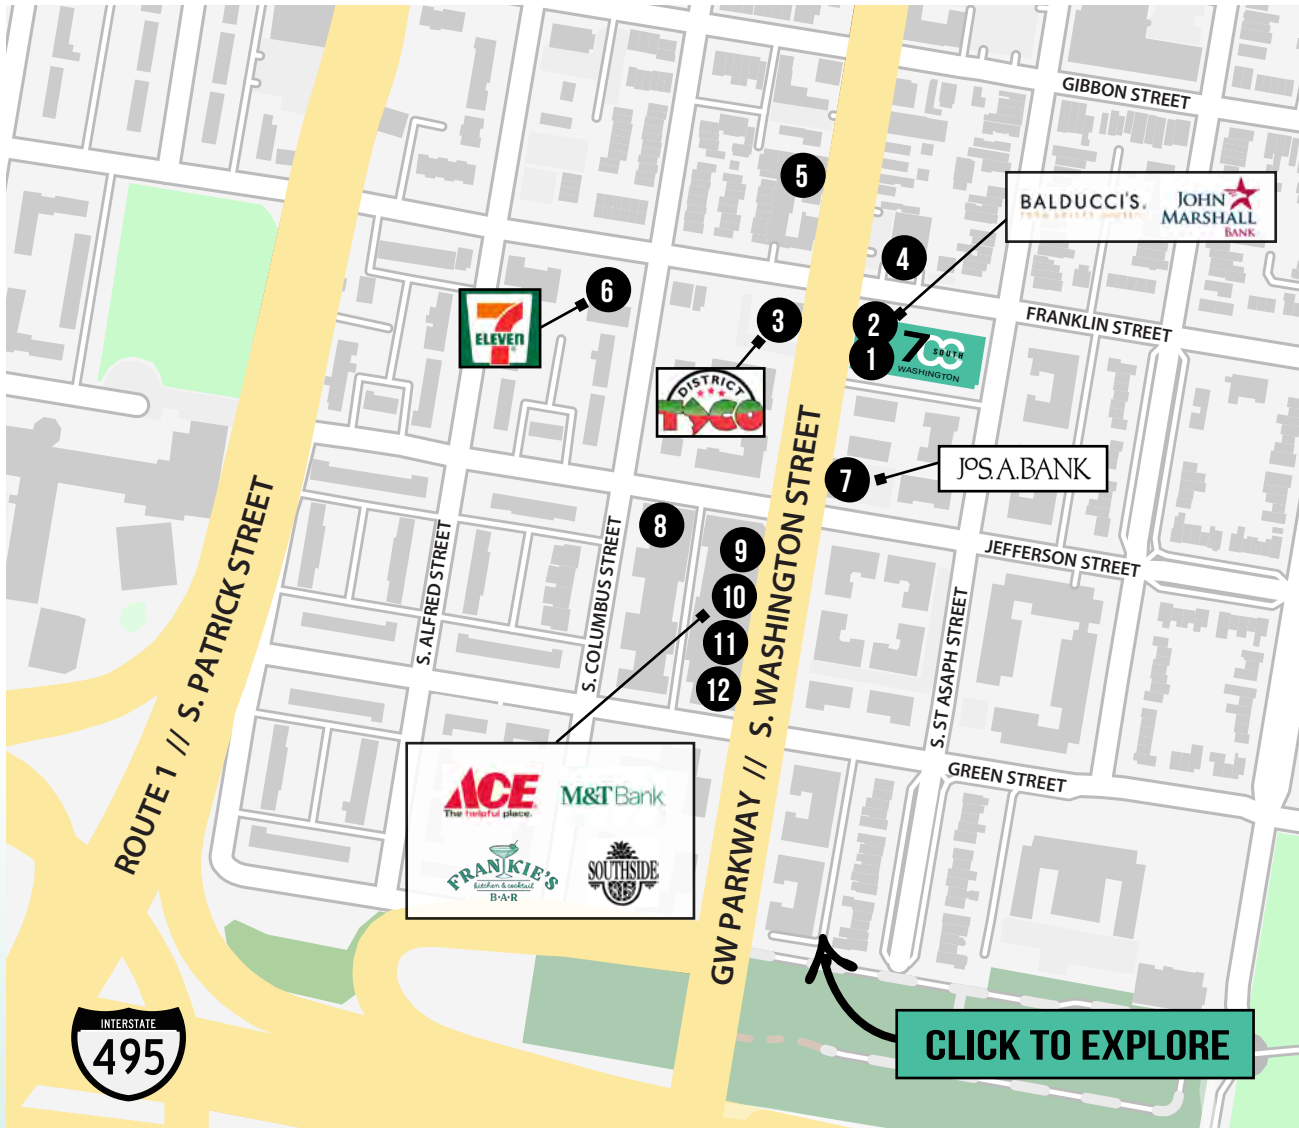 GIBBON STREET
5
BALDUCCI'S.
JOHN
MARSHALL
BANK
4
6
7
ELEVEN
3
2
1
700
SOUTH
WASHINGTON
FRANKLIN STREET
DISTRICT
TACO
7
JOS. A. BANK
8
9
10
11
12
JEFFERSON STREET
S. ALFRED STREET
S. COLUMBUS STREET
S. ST ASAPH STREET
ROUTE 1 // S. PATRICK STREET
GW PARKWAY // S. WASHINGTON STREET
GREEN STREET
ACE
The helpful place.
M&T Bank
FRANKIE'S
kitchen & cocktail
B·A·R
SOUTHSIDE
INTERSTATE
495
CLICK TO EXPLORE